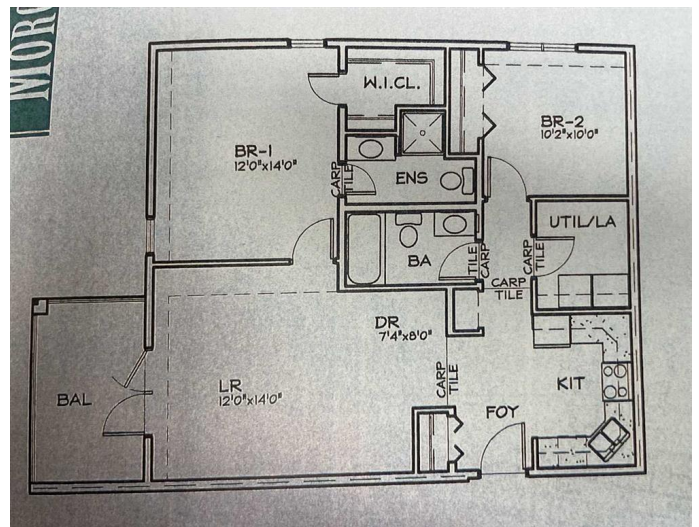 MORG
W.I.CL.
BR-2
10'2"x10'0"
BR-1
12'0"x14'0"
CARP
TILE
ENS
UTIL/LA
BA
TILE
CARP
CARP
TILE
CARP
TILE
DR
7'4"x8'0"
BAL
LR
12'0"x14'0"
CARP
TILE
KIT
FOY